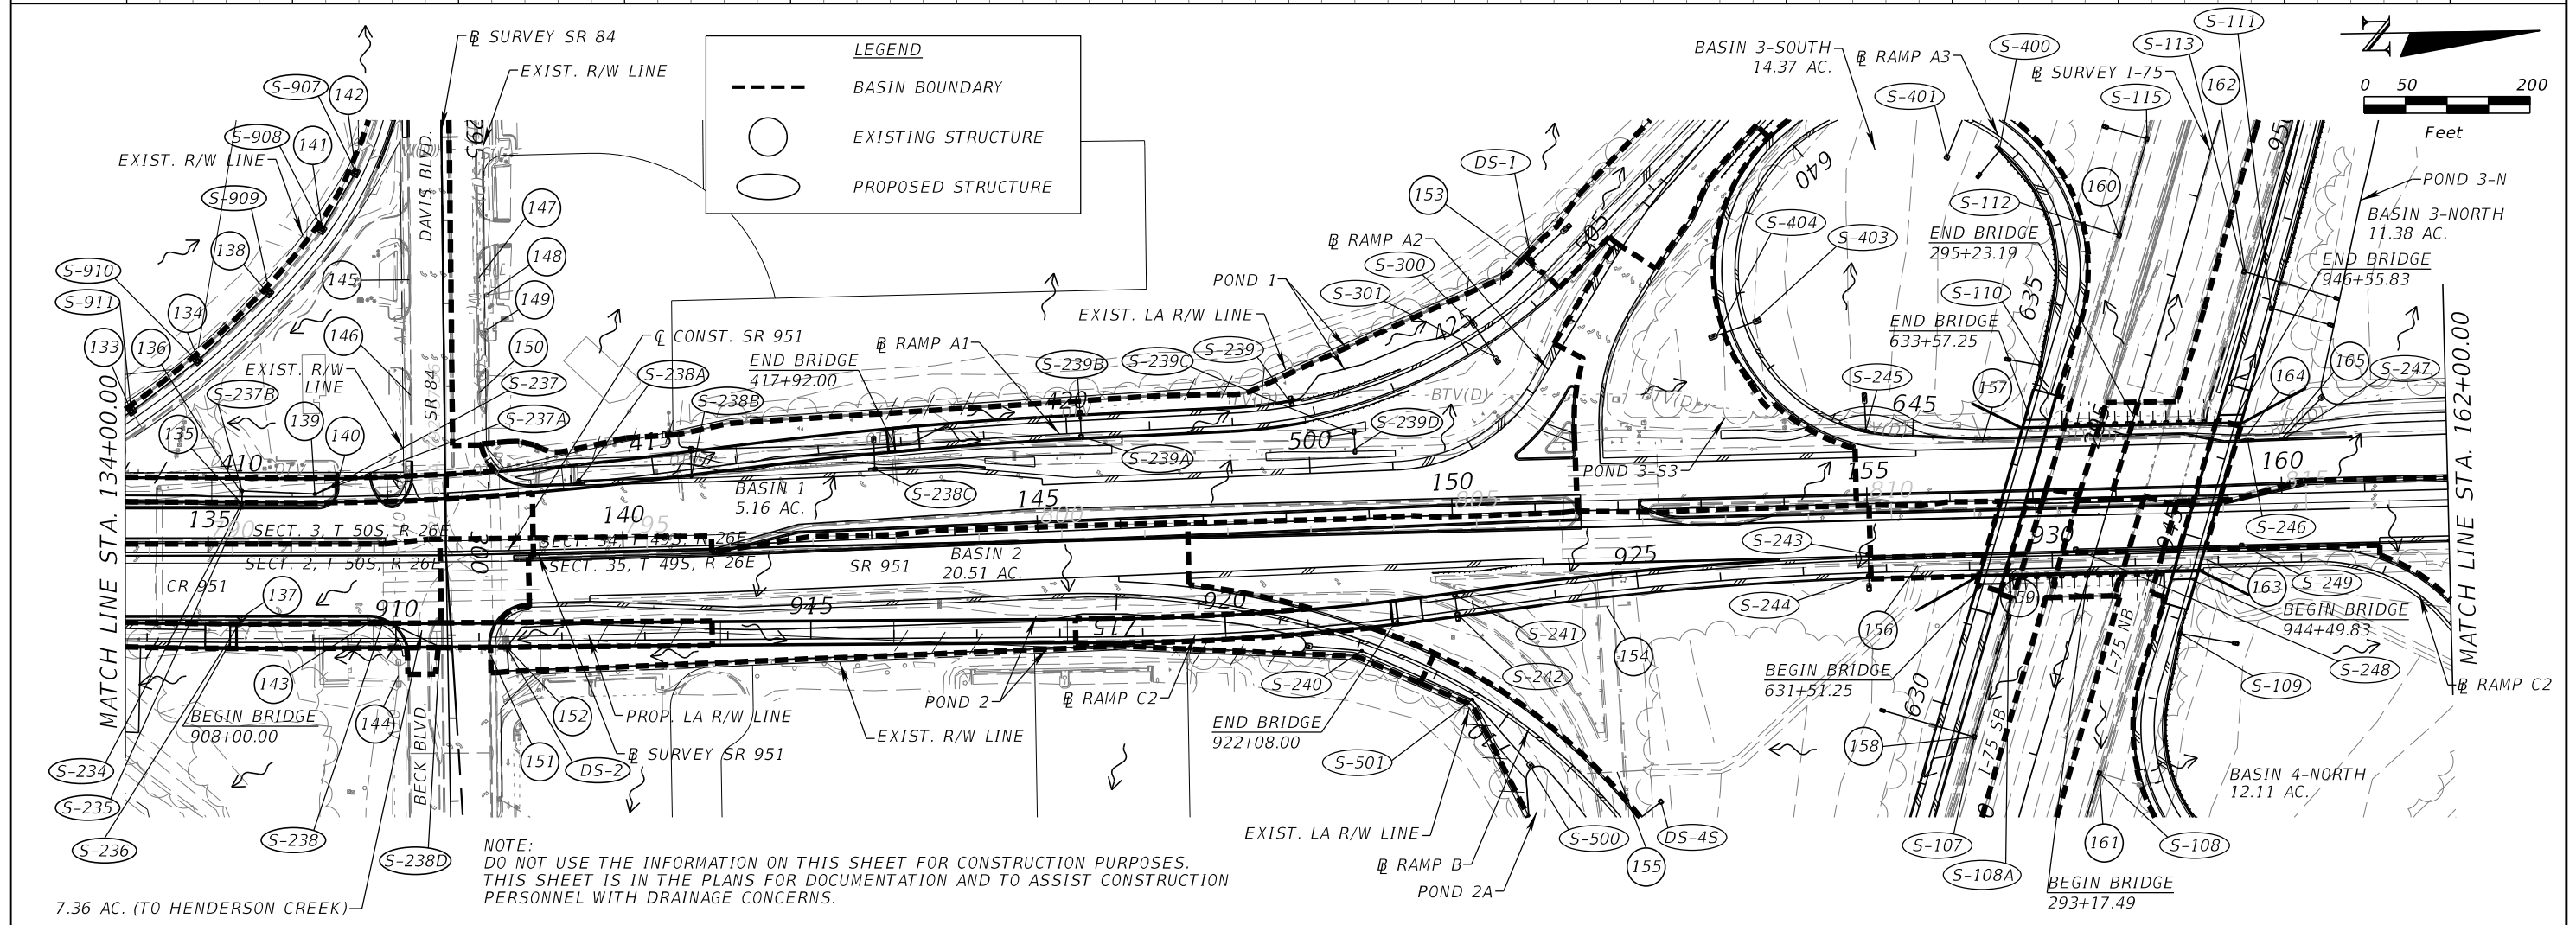 LEGEND
BASIN BOUNDARY
EXISTING STRUCTURE
PROPOSED STRUCTURE
0 50 200
Feet
N
MATCH LINE STA. 134+00.00
MATCH LINE STA. 162+00.00
S-907
142
S-908
141
EXIST. R/W LINE
S-909
138
S-910
S-911
134
133
136
135
S-237B
139
140
145
146
EXIST. R/W
LINE
℄ SURVEY SR 84
EXIST. R/W LINE
DAVIS BLVD.
SR 84
295
147
148
149
150
S-237
S-237A
℄ CONST. SR 951
S-238A
S-238B
END BRIDGE
417+92.00
℄ RAMP A1
S-239B
S-239C
S-239
S-239A
S-239D
S-238C
POND 1
EXIST. LA R/W LINE
S-301
S-300
℄ RAMP A2
153
DS-1
505
425
420
415
410
500
BTV(D)
BASIN 3-SOUTH
14.37 AC.
℄ RAMP A3
S-400
S-401
℄ SURVEY I-75
S-113
S-111
S-115
162
160
S-112
END BRIDGE
295+23.19
S-110
END BRIDGE
633+57.25
S-404
S-403
640
635
645
S-245
157
950
POND 3-N
BASIN 3-NORTH
11.38 AC.
END BRIDGE
946+55.83
164
165
S-247
POND 3-S3
135
140
145
150
155
160
95
800
805
810
815
SECT. 3, T 50S, R 26E
SECT. 2, T 50S, R 26E
SECT. 34, T 49S, R 26E
SECT. 35, T 49S, R 26E
300
BASIN 1
5.16 AC.
BASIN 2
20.51 AC.
CR 951
SR 951
137
910
915
920
925
930
945
715
143
144
BEGIN BRIDGE
908+00.00
S-234
S-235
S-236
S-238
S-238D
BECK BLVD.
7.36 AC. (TO HENDERSON CREEK)
151
152
DS-2
PROP. LA R/W LINE
℄ SURVEY SR 951
EXIST. R/W LINE
POND 2
℄ RAMP C2
END BRIDGE
922+08.00
S-240
S-241
S-242
S-501
S-500
DS-4S
154
155
EXIST. LA R/W LINE
℄ RAMP B
POND 2A
S-243
S-244
156
BEGIN BRIDGE
631+51.25
158
630
I-75 SB
I-75 NB
S-107
S-108A
161
S-108
BEGIN BRIDGE
293+17.49
S-246
S-249
163
BEGIN BRIDGE
944+49.83
S-248
S-109
℄ RAMP C2
BASIN 4-NORTH
12.11 AC.
NOTE:
DO NOT USE THE INFORMATION ON THIS SHEET FOR CONSTRUCTION PURPOSES.
THIS SHEET IS IN THE PLANS FOR DOCUMENTATION AND TO ASSIST CONSTRUCTION
PERSONNEL WITH DRAINAGE CONCERNS.